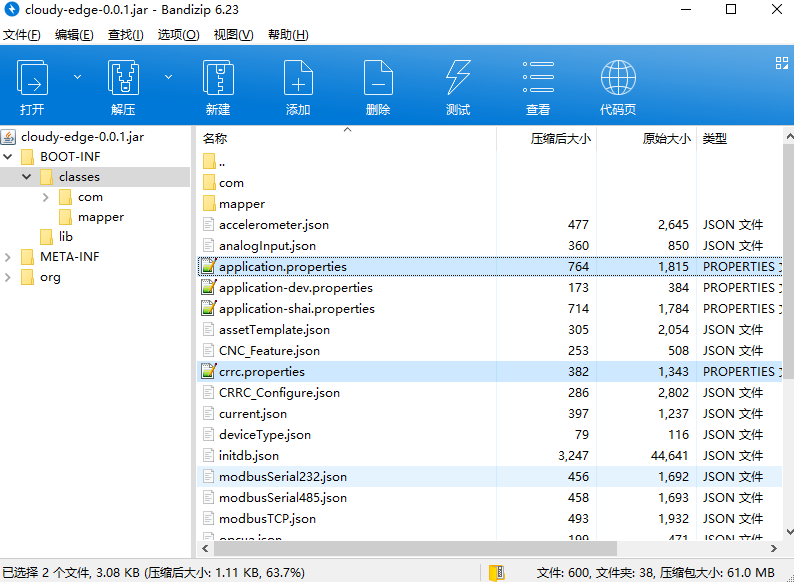 cloudy-edge-0.0.1.jar - Bandizip 6.23
文件(F) 编辑(E) 查找(I) 选项(O) 视图(V) 帮助(H)
打开 解压 新建 添加 删除 测试 查看 代码页
cloudy-edge-0.0.1.jar
BOOT-INF
classes
com
mapper
lib
META-INF
org
名称 压缩后大小 原始大小 类型
..
com
mapper
accelerometer.json 477 2,645 JSON 文件
analogInput.json 360 850 JSON 文件
application.properties 764 1,815 PROPERTIES
application-dev.properties 173 384 PROPERTIES
application-shai.properties 714 1,784 PROPERTIES
assetTemplate.json 305 2,054 JSON 文件
CNC_Feature.json 253 508 JSON 文件
crrc.properties 382 1,343 PROPERTIES
CRRC_Configure.json 286 2,802 JSON 文件
current.json 397 1,237 JSON 文件
deviceType.json 79 116 JSON 文件
initdb.json 3,247 44,641 JSON 文件
modbusSerial232.json 456 1,692 JSON 文件
modbusSerial485.json 458 1,693 JSON 文件
modbusTCP.json 493 1,932 JSON 文件
opcua.json 199 471 JSON 文件
已选择 2 个文件, 3.08 KB (压缩后大小: 1.11 KB, 63.7%) 文件: 600, 文件夹: 38, 压缩包大小: 61.0 MB